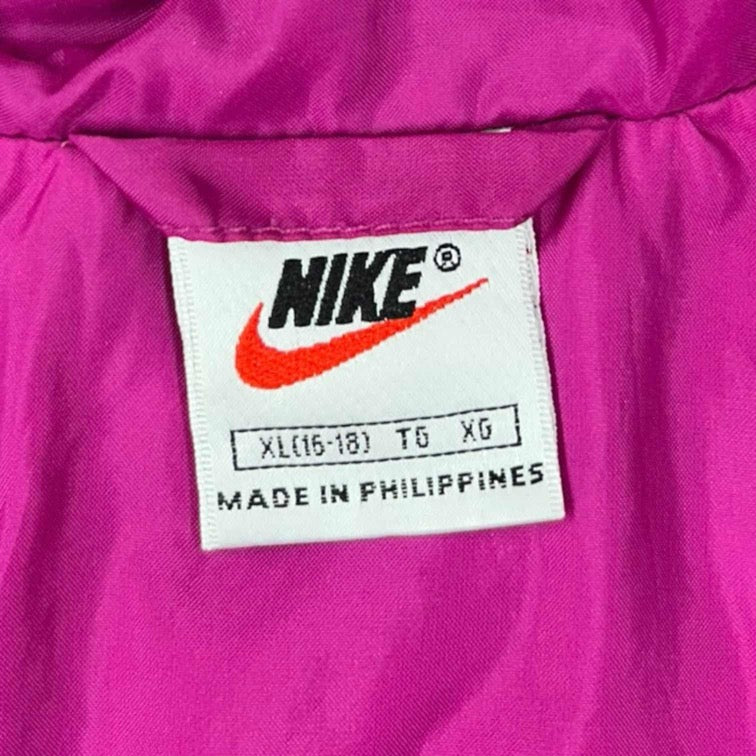 NIKE®
XL(16-18) TG XG
MADE IN PHILIPPINES